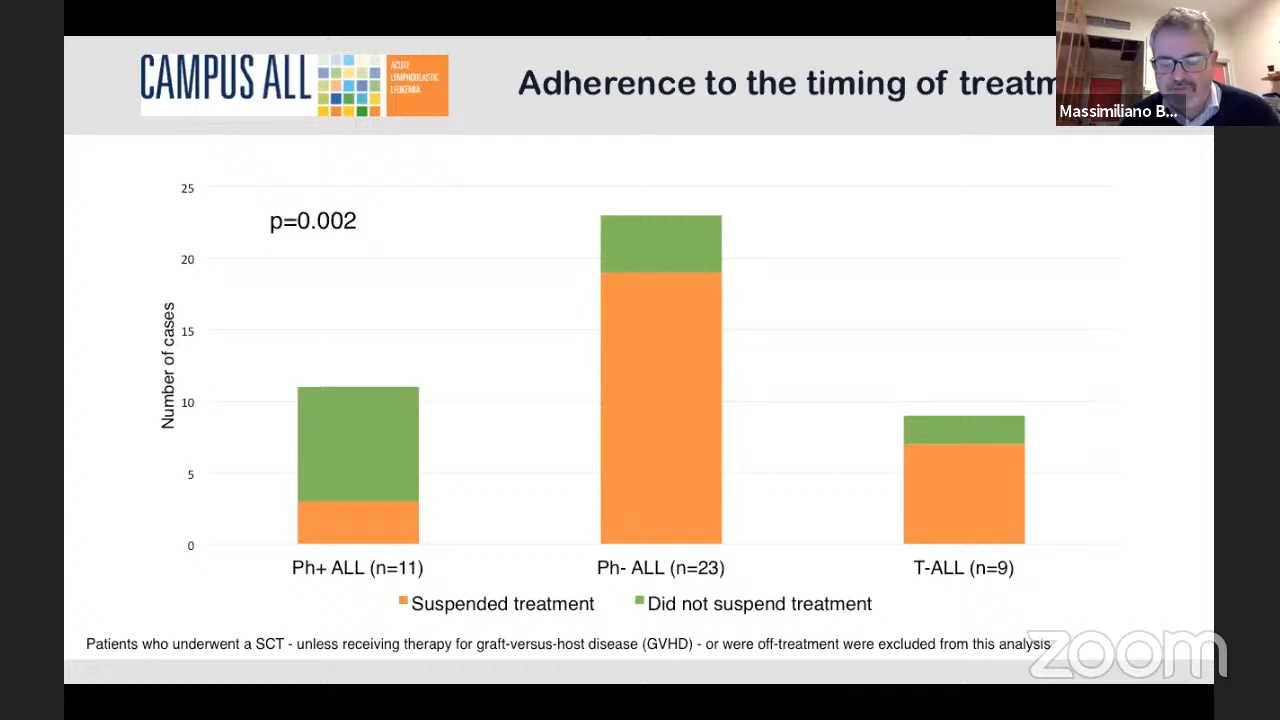 CAMPUS ALL
ACUTE
LYMPHOBLASTIC
LEUKEMIA
Adherence to the timing of treatm
Massimiliano B...
25
p=0.002
20
15
10
5
0
Number of cases
Ph+ ALL (n=11) Ph- ALL (n=23) T-ALL (n=9)
Suspended treatment Did not suspend treatment
Patients who underwent a SCT - unless receiving therapy for graft-versus-host disease (GVHD) - or were off-treatment were excluded from this analysis
zoom